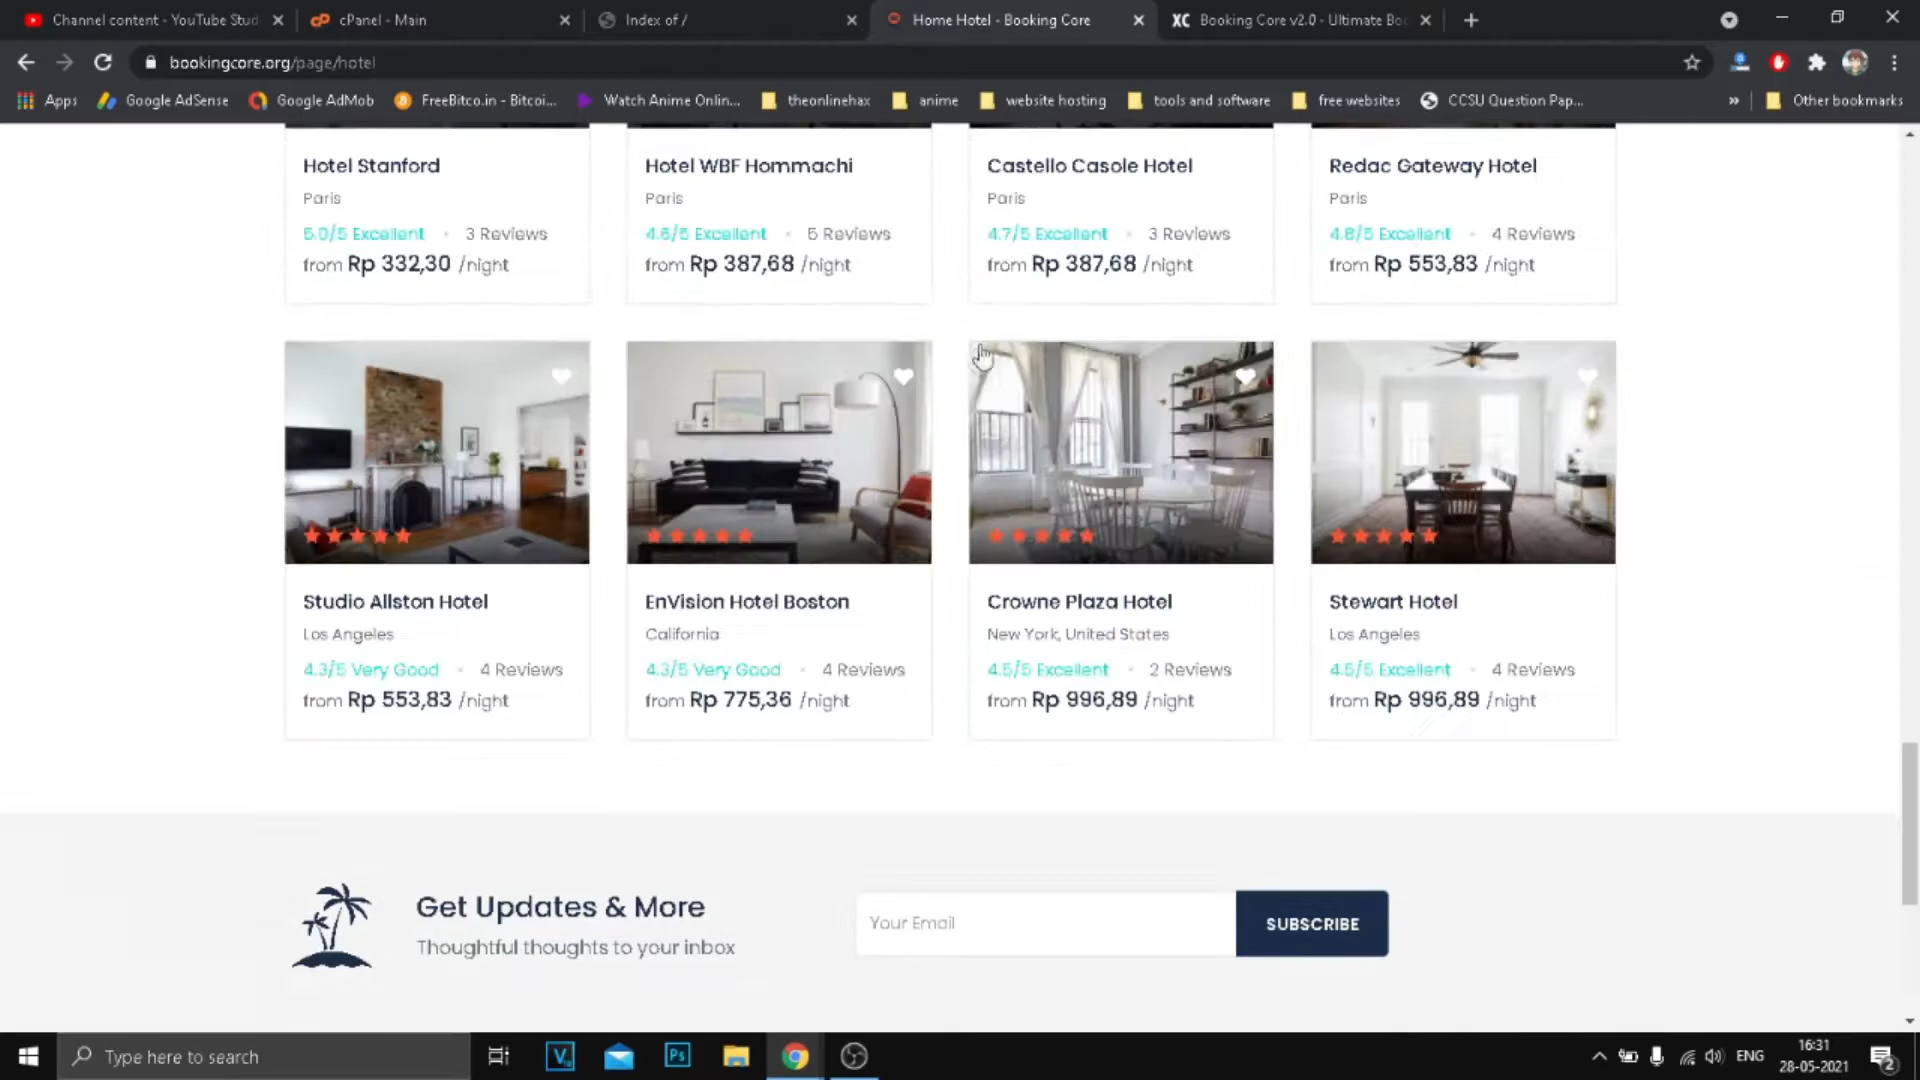 Channel content - YouTube Stud
cPanel - Main
Index of /
Home Hotel - Booking Core
XC Booking Core v2.0 - Ultimate Boo
bookingcore.org/page/hotel
Apps
Google AdSense
Google AdMob
FreeBitco.in - Bitcoi...
Watch Anime Onlin...
theonlinehax
anime
website hosting
tools and software
free websites
CCSU Question Pap...
»
Other bookmarks
Hotel Stanford
Paris
5.0/5 Excellent
3 Reviews
from Rp 332,30 /night
Hotel WBF Hommachi
Paris
4.6/5 Excellent
5 Reviews
from Rp 387,68 /night
Castello Casole Hotel
Paris
4.7/5 Excellent
3 Reviews
from Rp 387,68 /night
Redac Gateway Hotel
Paris
4.8/5 Excellent
4 Reviews
from Rp 553,83 /night
Studio Allston Hotel
Los Angeles
4.3/5 Very Good
4 Reviews
from Rp 553,83 /night
EnVision Hotel Boston
California
4.3/5 Very Good
4 Reviews
from Rp 775,36 /night
Crowne Plaza Hotel
New York, United States
4.5/5 Excellent
2 Reviews
from Rp 996,89 /night
Stewart Hotel
Los Angeles
4.5/5 Excellent
4 Reviews
from Rp 996,89 /night
Get Updates & More
Thoughtful thoughts to your inbox
Your Email
SUBSCRIBE
Type here to search
Ps
ENG
16:31
28-05-2021
2